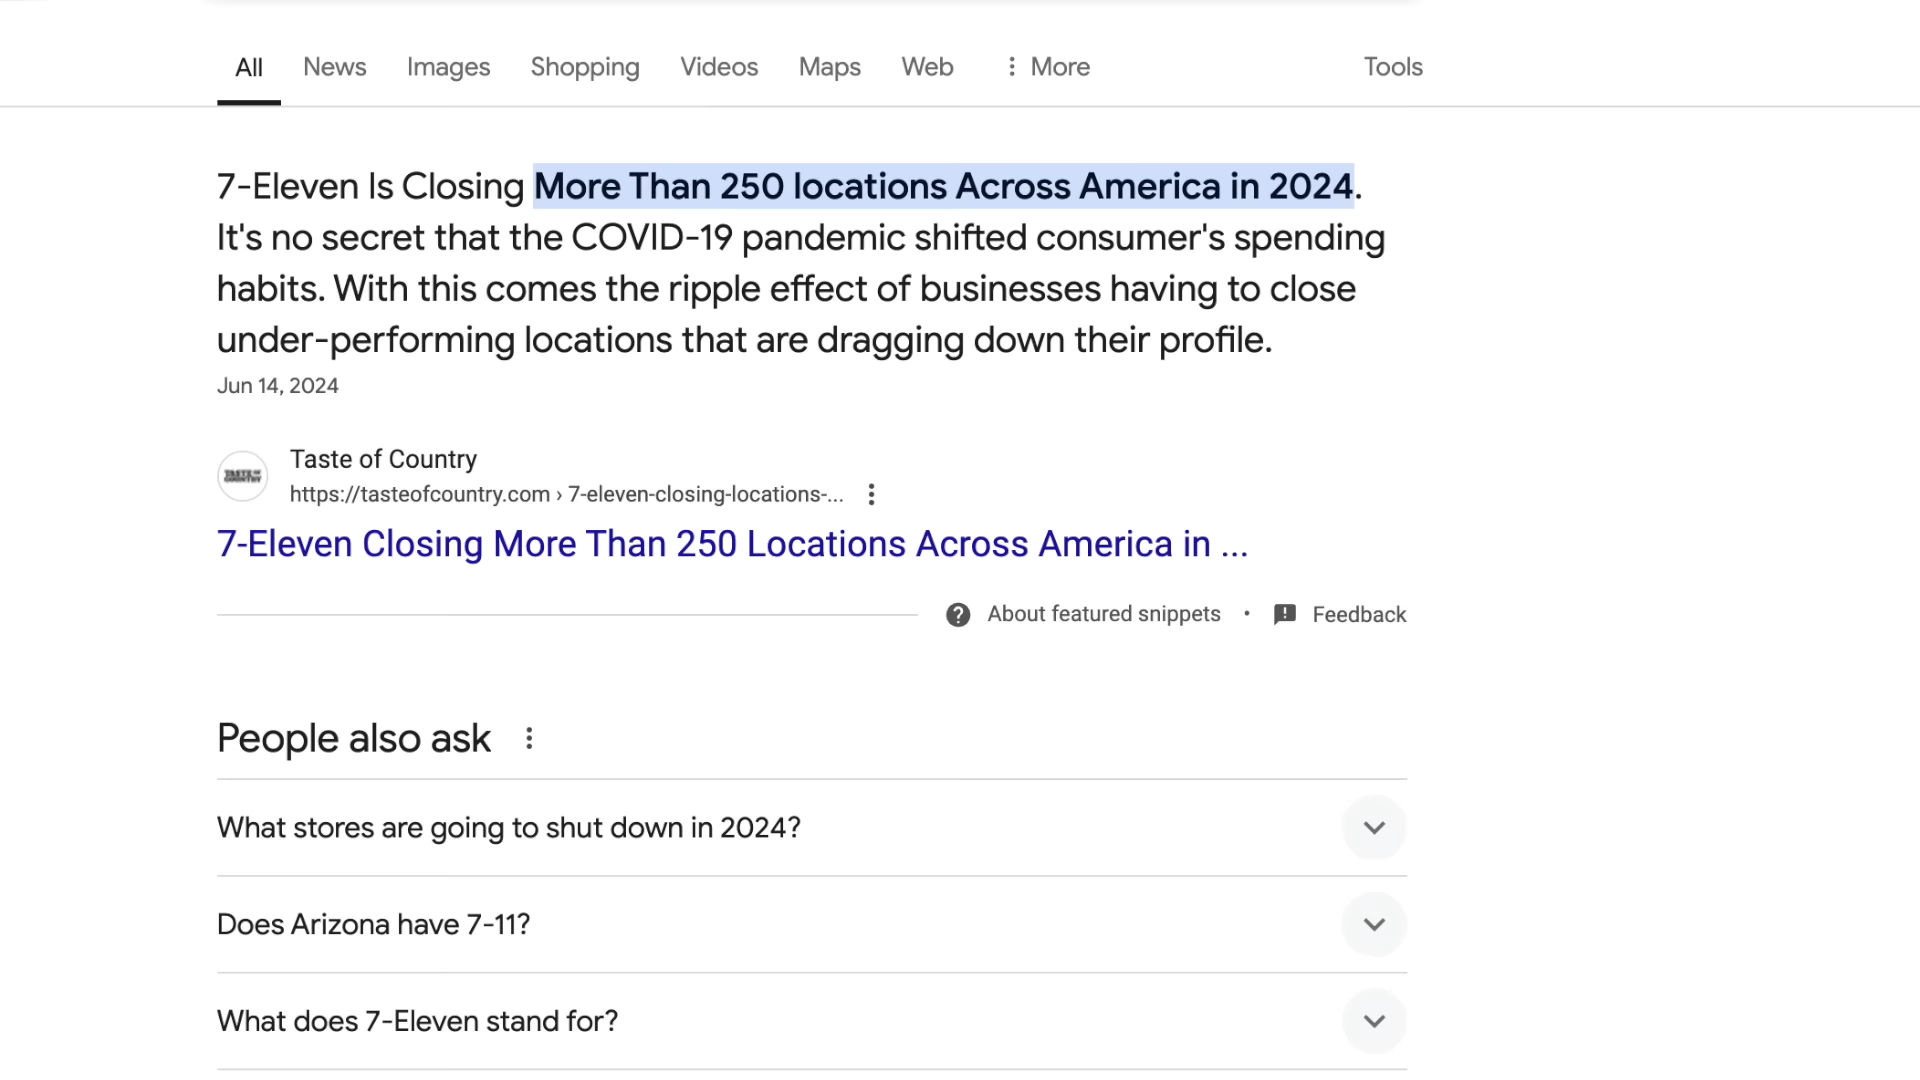 All News Images Shopping Videos Maps Web More Tools
7-Eleven Is Closing More Than 250 locations Across America in 2024.
It's no secret that the COVID-19 pandemic shifted consumer's spending
habits. With this comes the ripple effect of businesses having to close
under-performing locations that are dragging down their profile.
Jun 14, 2024
TASTE OF
COUNTRY
Taste of Country
https://tasteofcountry.com › 7-eleven-closing-locations-...
7-Eleven Closing More Than 250 Locations Across America in ...
About featured snippets • Feedback
People also ask
What stores are going to shut down in 2024?
Does Arizona have 7-11?
What does 7-Eleven stand for?